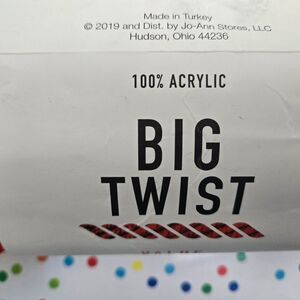 Made in Turkey
© 2019 and Dist. by Jo-Ann Stores, LLC
Hudson, Ohio 44236
100% ACRYLIC
BIG
TWIST